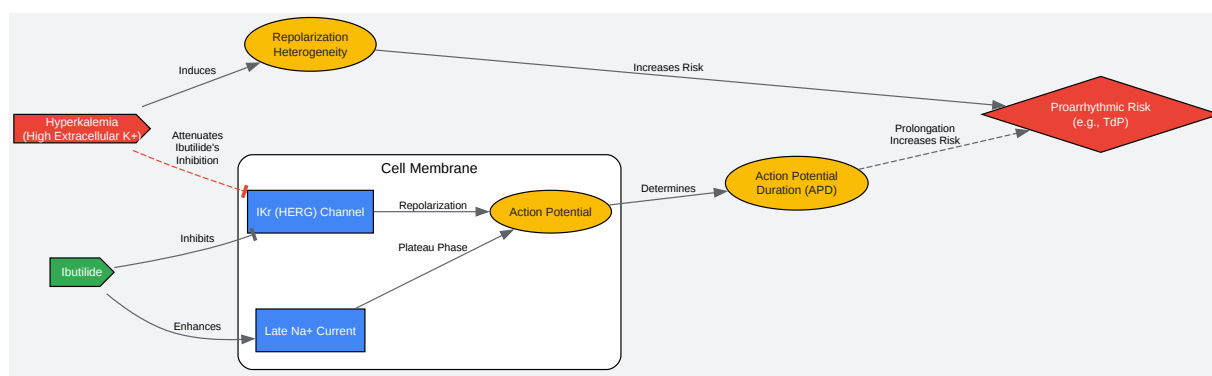 Repolarization
Heterogeneity
Induces
Increases Risk
Hyperkalemia
(High Extracellular K+)
Proarrhythmic Risk
(e.g., TdP)
Attenuates
Ibutilide's
Inhibition
Prolongation
Increases Risk
Cell Membrane
Action Potential
Duration (APD)
Determines
IKr (HERG) Channel
Repolarization
Action Potential
Inhibits
Plateau Phase
Ibutilide
Enhances
Late Na+ Current